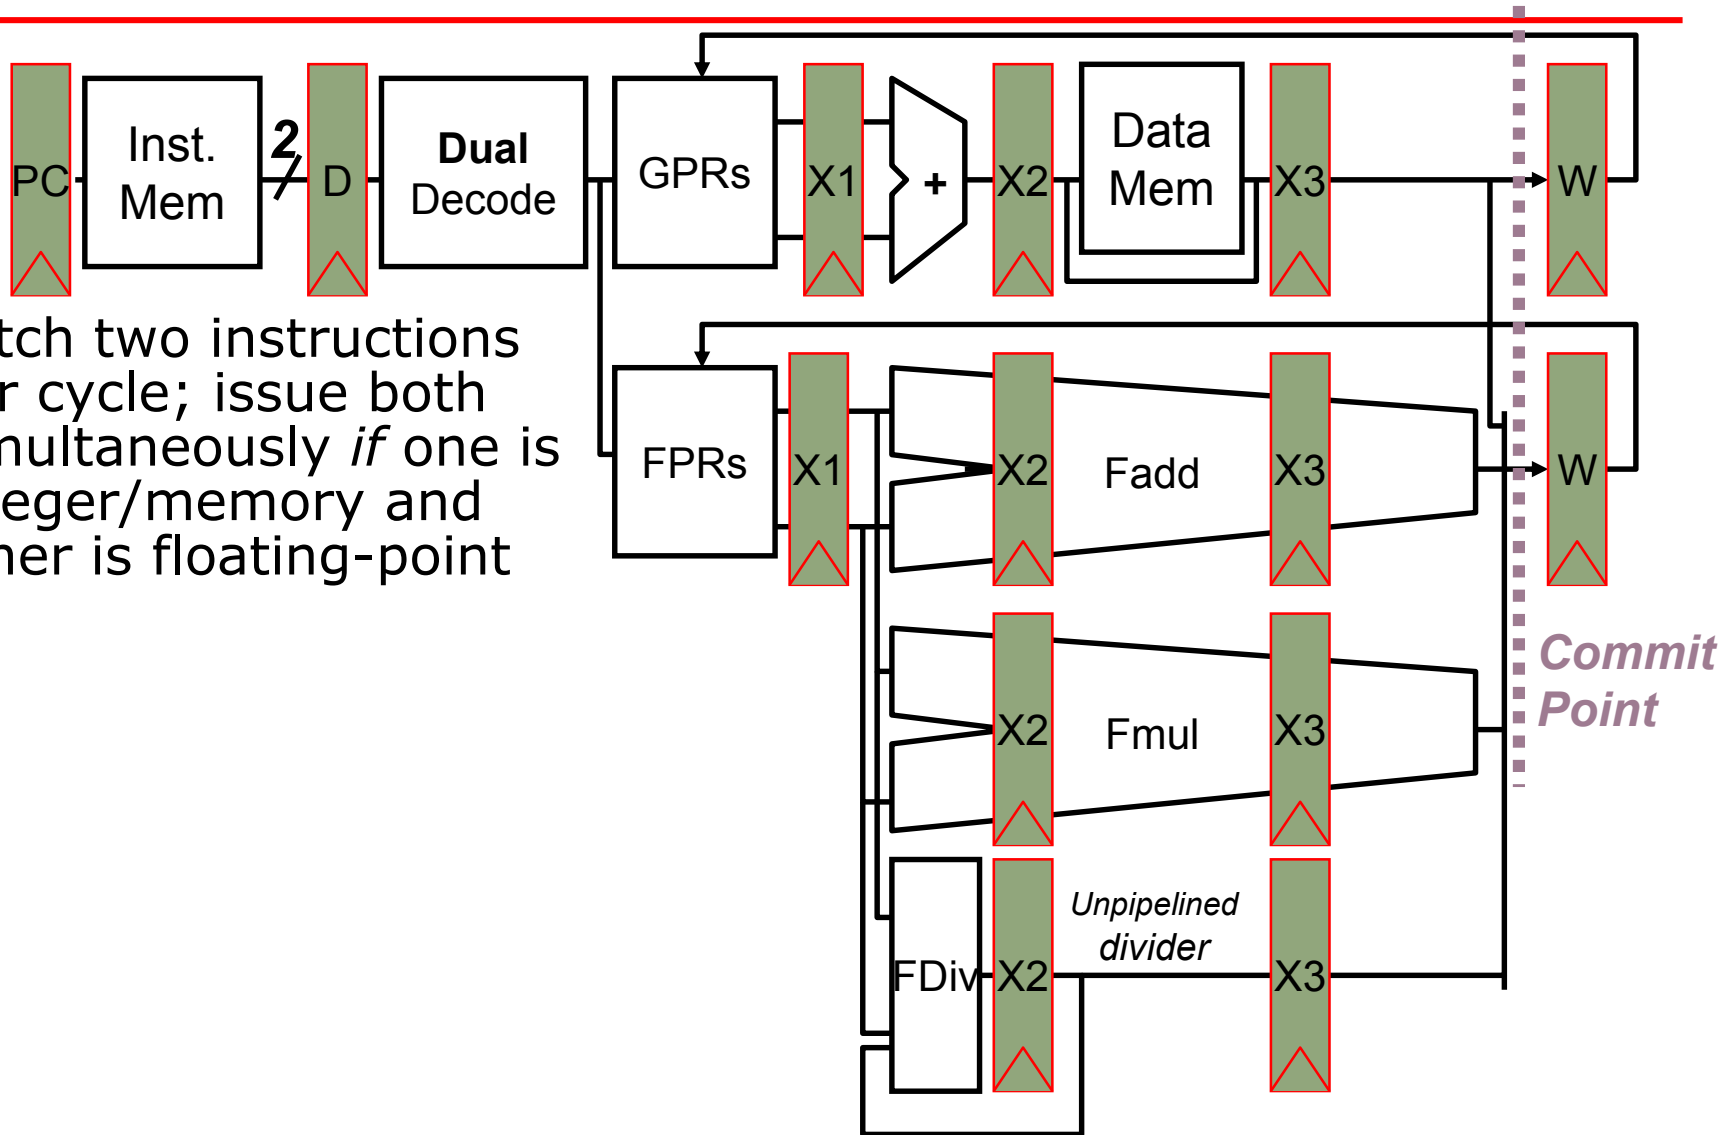 PC
Inst.
Mem
2
D
Dual
Decode
GPRs
X1
+
X2
Data
Mem
X3
W
tch two instructions
r cycle; issue both
multaneously if one is
eger/memory and
ner is floating-point
FPRs
X1
X2
Fadd
X3
W
X2
Fmul
X3
Commit
Point
FDiv
X2
Unpipelined
divider
X3